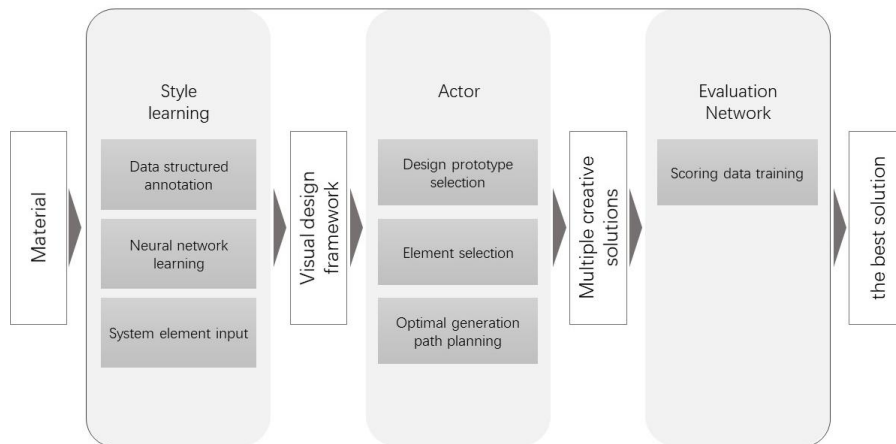 Material
Style
learning
Data structured
annotation
Neural network
learning
System element input
Visual design
framework
Actor
Design prototype
selection
Element selection
Optimal generation
path planning
Multiple creative
solutions
Evaluation
Network
Scoring data training
the best solution